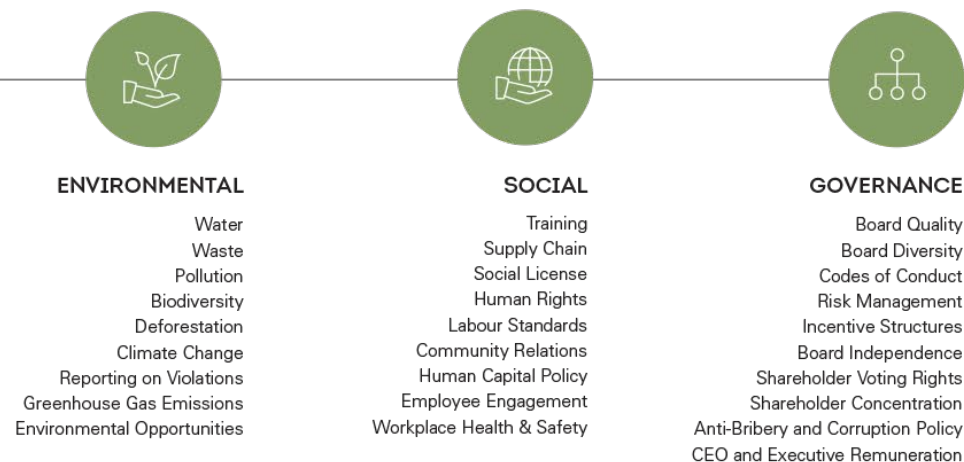 ENVIRONMENTAL
Water
Waste
Pollution
Biodiversity
Deforestation
Climate Change
Reporting on Violations
Greenhouse Gas Emissions
Environmental Opportunities
SOCIAL
Training
Supply Chain
Social License
Human Rights
Labour Standards
Community Relations
Human Capital Policy
Employee Engagement
Workplace Health & Safety
GOVERNANCE
Board Quality
Board Diversity
Codes of Conduct
Risk Management
Incentive Structures
Board Independence
Shareholder Voting Rights
Shareholder Concentration
Anti-Bribery and Corruption Policy
CEO and Executive Remuneration